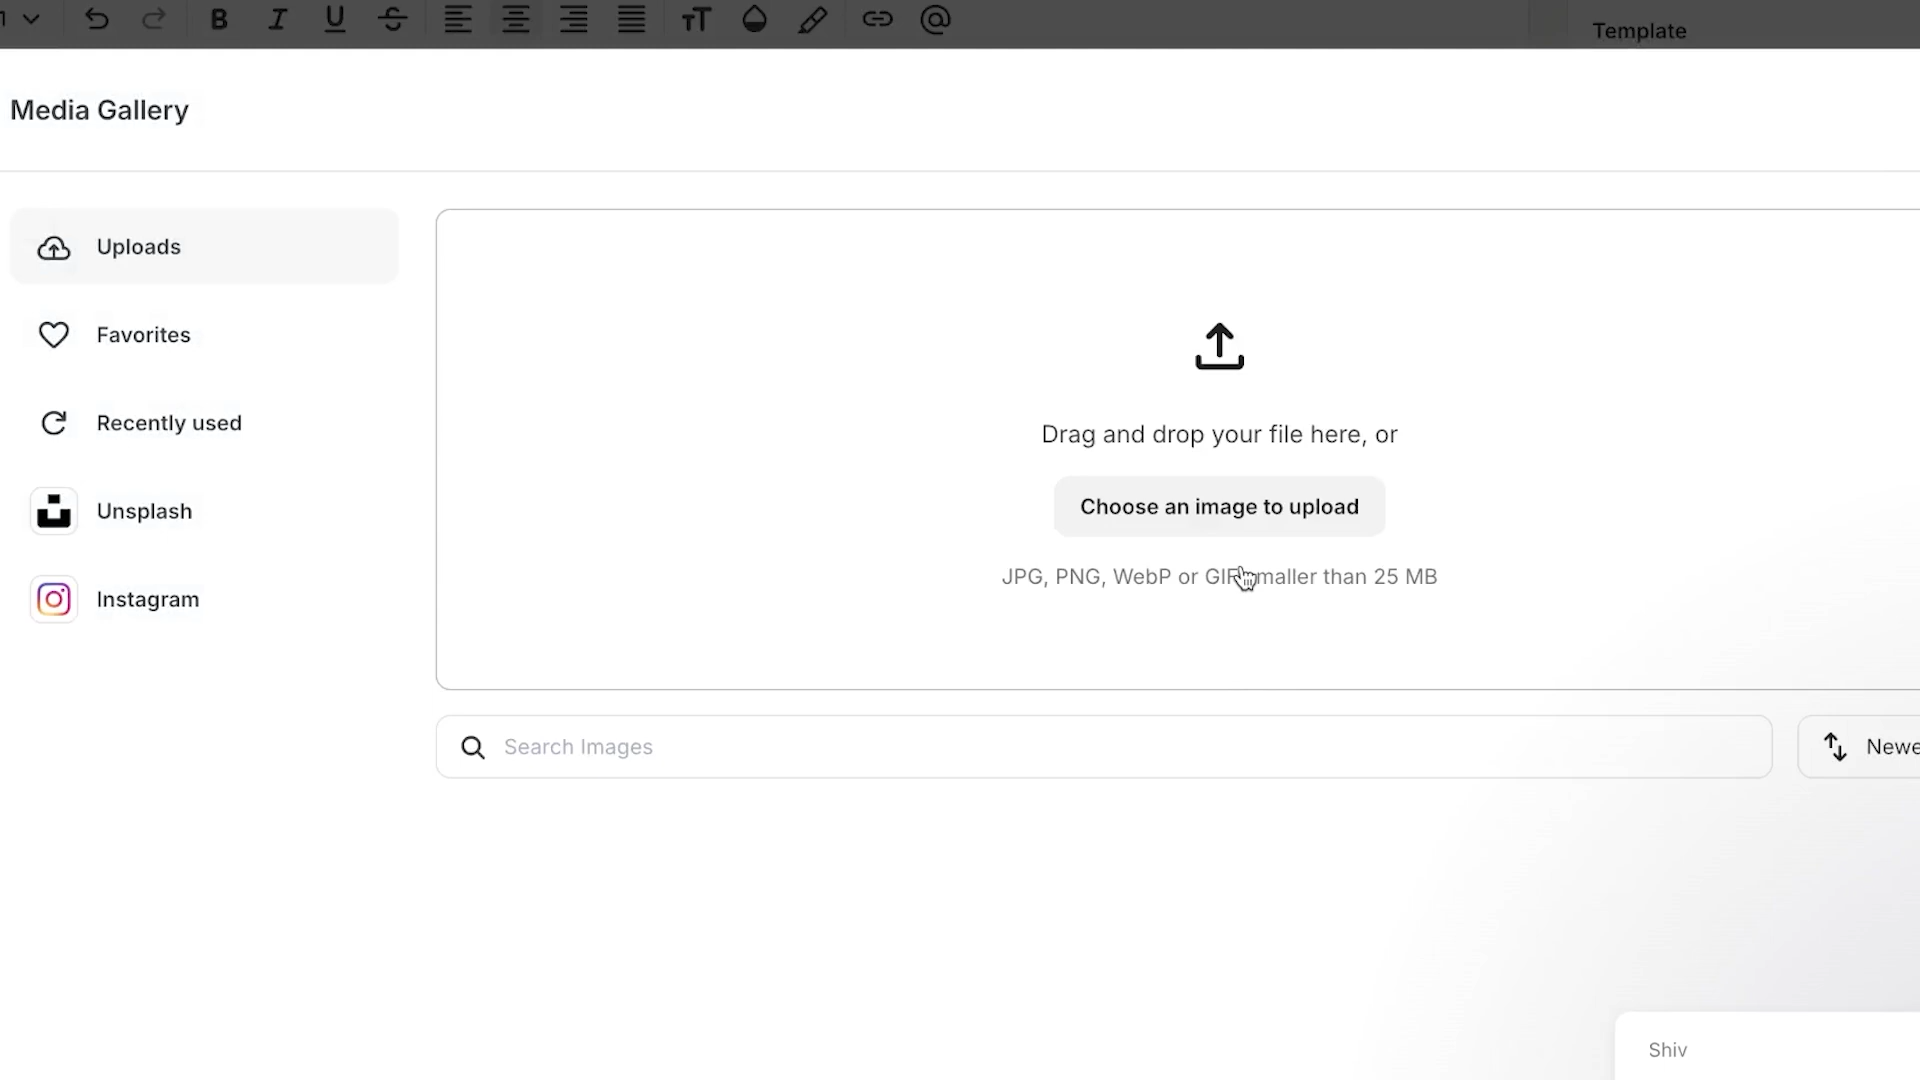 Template
Media Gallery
Uploads
Favorites
Recently used
Unsplash
Instagram
Drag and drop your file here, or
Choose an image to upload
JPG, PNG, WebP or GIF smaller than 25 MB
Search Images
Newe
Shiv